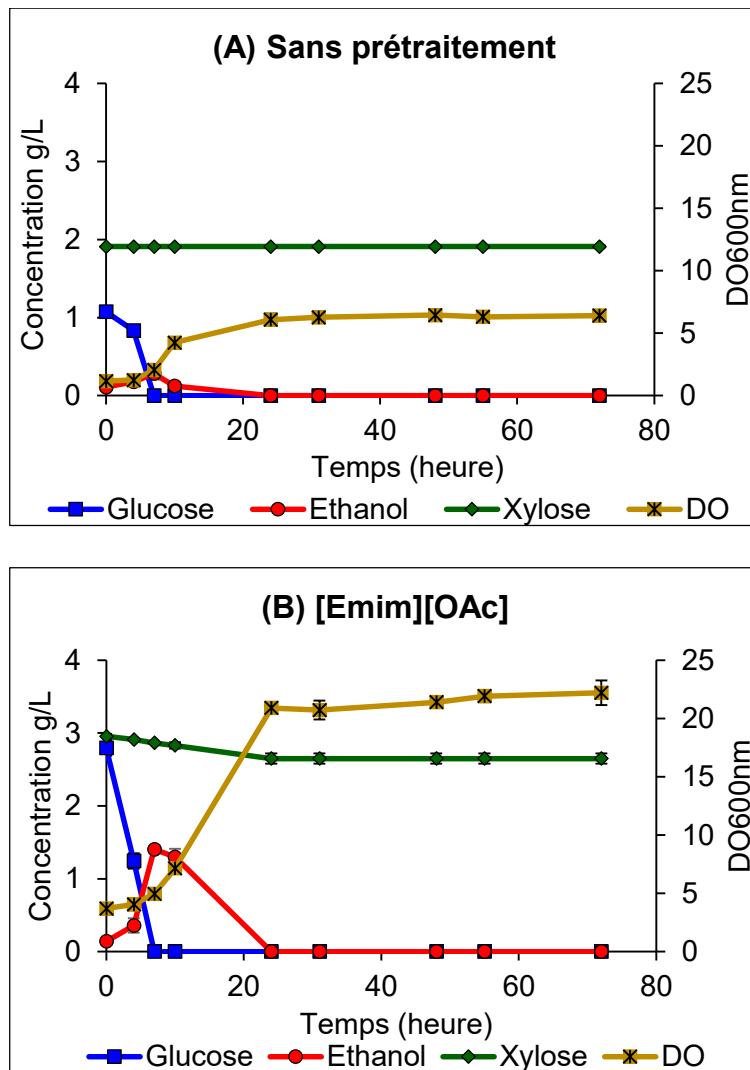 (A) Sans prétraitement
4
3
2
1
0
Concentration g/L
25
20
15
10
5
0
DO600nm
0 20 40 60 80
Temps (heure)
Glucose Ethanol Xylose DO
(B) [Emim][OAc]
4
3
2
1
0
Concentration g/L
25
20
15
10
5
0
DO600nm
0 20 40 60 80
Temps (heure)
Glucose Ethanol Xylose DO